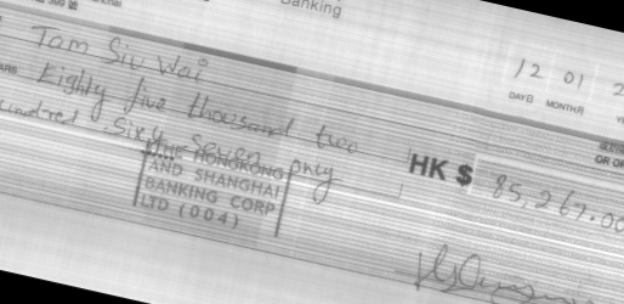 Banking
Tam Siu Wai
12 01 2
DAY日 MONTH月
Eighty five thousand two
hundred sixty seven only
OR OR
HK $ 85,267.00
THE HONGKONG
AND SHANGHAI
BANKING CORP
LTD (004)